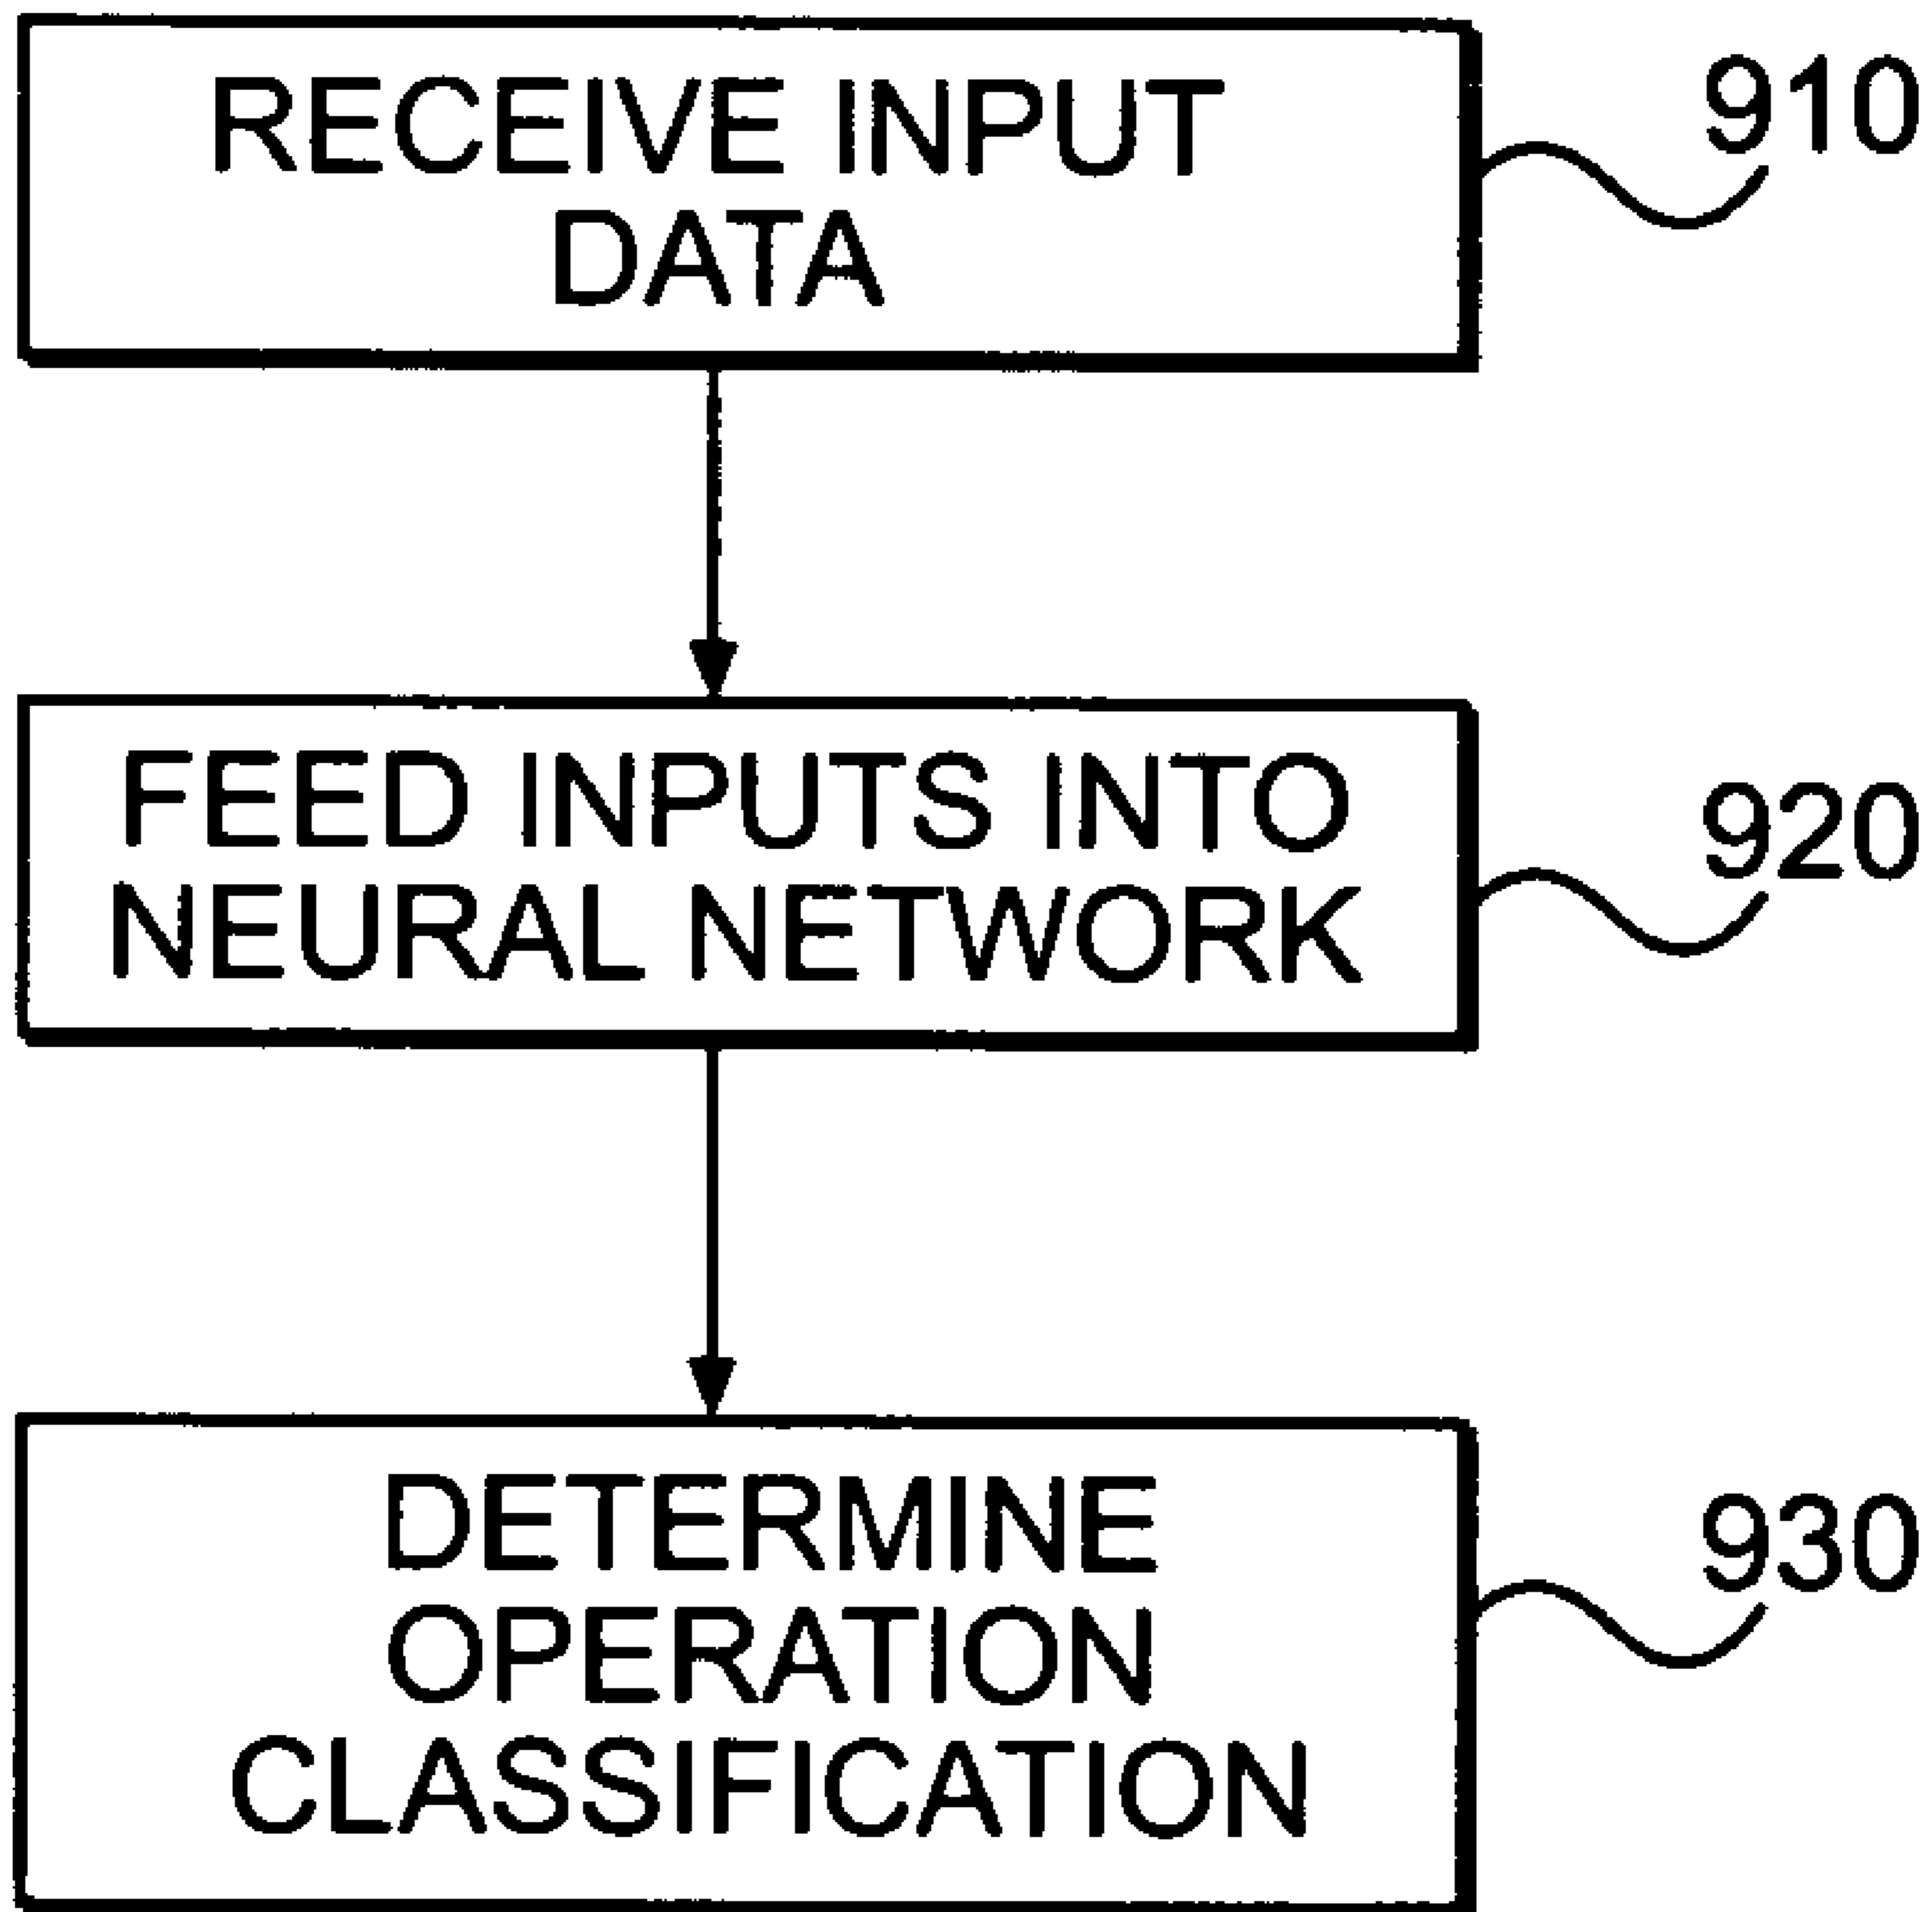 RECEIVE INPUT
DATA
910
FEED INPUTS INTO
NEURAL NETWORK
920
DETERMINE
OPERATION
CLASSIFICATION
930